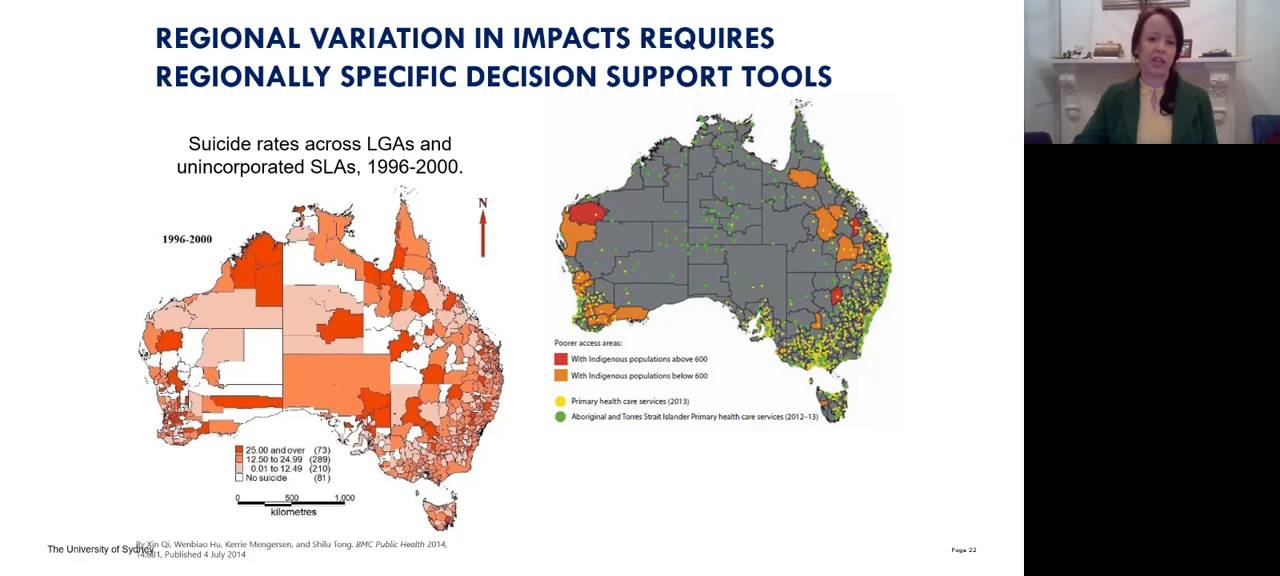 REGIONAL VARIATION IN IMPACTS REQUIRES
REGIONALLY SPECIFIC DECISION SUPPORT TOOLS
Suicide rates across LGAs and
unincorporated SLAs, 1996-2000.
1996-2000
N
25.00 and over (73)
12.50 to 24.99 (289)
0.01 to 12.49 (210)
No suicide (81)
0 500 1,000
kilometres
Poorer access areas:
With Indigenous populations above 600
With Indigenous populations below 600
Primary health care services (2013)
Aboriginal and Torres Strait Islander Primary health care services (2012–13)
The University of Sydney
By Xin Qi, Wenbiao Hu, Kerrie Mengersen, and Shilu Tong. BMC Public Health 2014,
Published 4 July 2014
Page 22